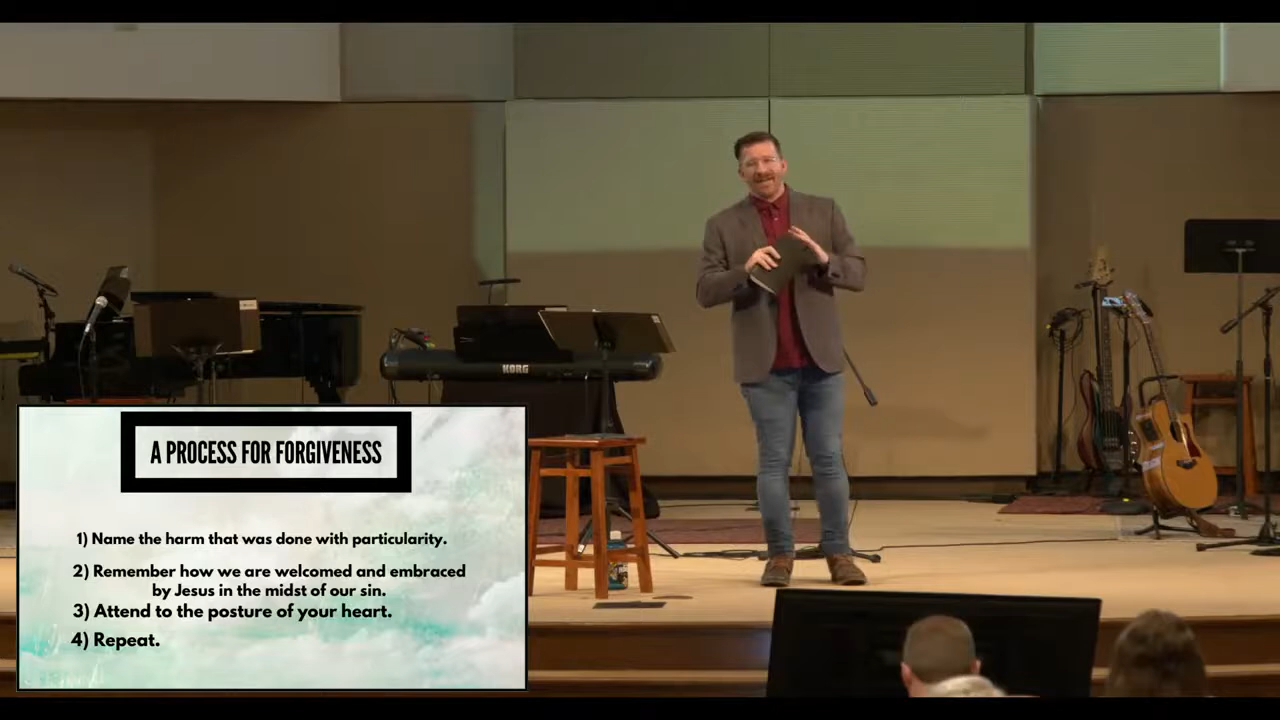 KORG
A PROCESS FOR FORGIVENESS
1) Name the harm that was done with particularity.
2) Remember how we are welcomed and embraced
by Jesus in the midst of our sin.
3) Attend to the posture of your heart.
4) Repeat.